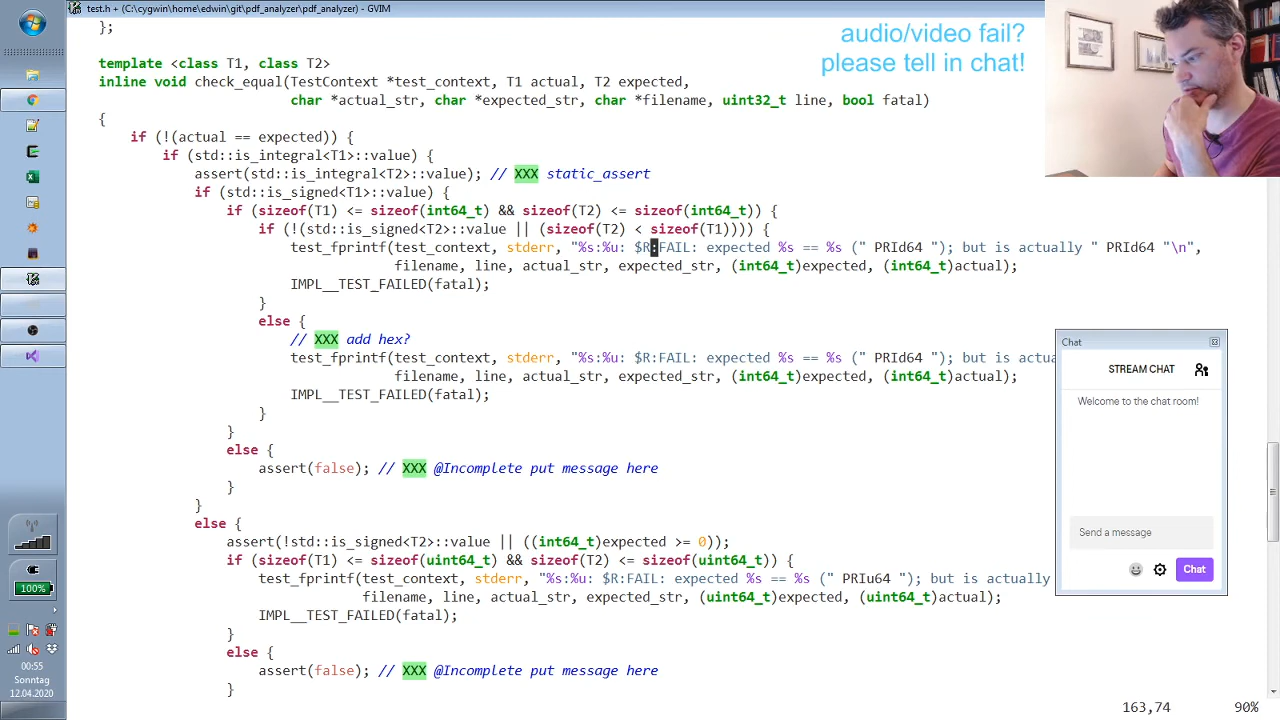 test.h + (C:\cygwin\home\edwin\git\pdf_analyzer\pdf_analyzer) - GVIM
audio/video fail?
please tell in chat!
};
template <class T1, class T2>
inline void check_equal(TestContext *test_context, T1 actual, T2 expected,
char *actual_str, char *expected_str, char *filename, uint32_t line, bool fatal)
{
if (!(actual == expected)) {
if (std::is_integral<T1>::value) {
assert(std::is_integral<T2>::value); // XXX static_assert
if (std::is_signed<T1>::value) {
if (sizeof(T1) <= sizeof(int64_t) && sizeof(T2) <= sizeof(int64_t)) {
if (!(std::is_signed<T2>::value || (sizeof(T2) < sizeof(T1)))) {
test_fprintf(test_context, stderr, "%s:%u: $R:FAIL: expected %s == %s (" PRId64 "); but is actually " PRId64 "\n",
filename, line, actual_str, expected_str, (int64_t)expected, (int64_t)actual);
IMPL__TEST_FAILED(fatal);
}
else {
// XXX add hex?
test_fprintf(test_context, stderr, "%s:%u: $R:FAIL: expected %s == %s (" PRId64 "); but is actua
filename, line, actual_str, expected_str, (int64_t)expected, (int64_t)actual);
IMPL__TEST_FAILED(fatal);
}
}
else {
assert(false); // XXX @Incomplete put message here
}
}
else {
assert(!std::is_signed<T2>::value || ((int64_t)expected >= 0));
if (sizeof(T1) <= sizeof(uint64_t) && sizeof(T2) <= sizeof(uint64_t)) {
test_fprintf(test_context, stderr, "%s:%u: $R:FAIL: expected %s == %s (" PRIu64 "); but is actually
filename, line, actual_str, expected_str, (uint64_t)expected, (uint64_t)actual);
IMPL__TEST_FAILED(fatal);
}
else {
assert(false); // XXX @Incomplete put message here
}
163,74 90%
Chat
STREAM CHAT
Welcome to the chat room!
Send a message
Chat
100%
00:55
Sonntag
12.04.2020